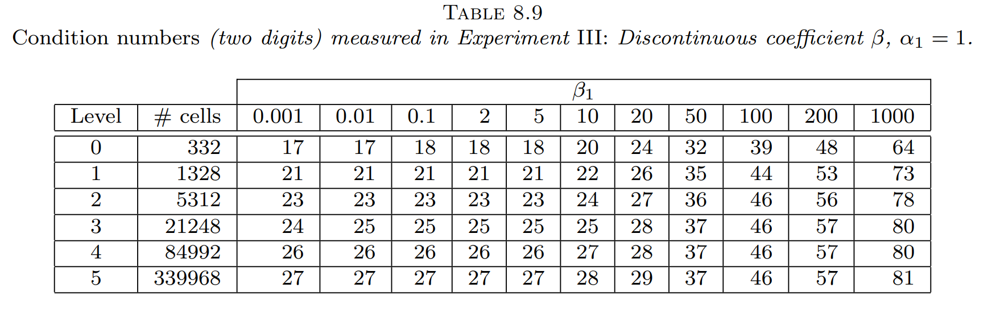 TABLE 8.9
Condition numbers (two digits) measured in Experiment III: Discontinuous coefficient β, α₁ = 1.
β₁
Level # cells 0.001 0.01 0.1 2 5 10 20 50 100 200 1000
0 332 17 17 18 18 18 20 24 32 39 48 64
1 1328 21 21 21 21 21 22 26 35 44 53 73
2 5312 23 23 23 23 23 24 27 36 46 56 78
3 21248 24 25 25 25 25 25 28 37 46 57 80
4 84992 26 26 26 26 26 27 28 37 46 57 80
5 339968 27 27 27 27 27 28 29 37 46 57 81